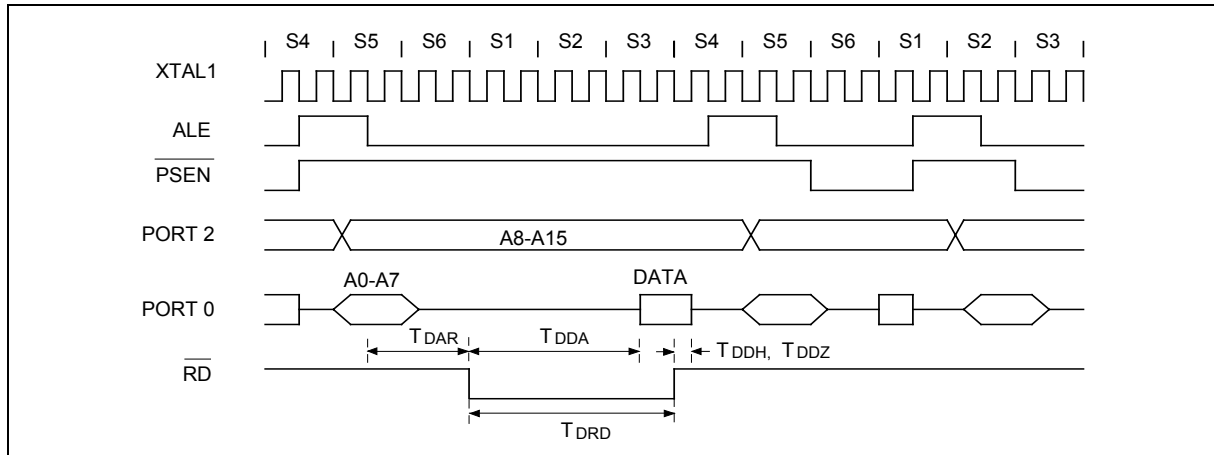 S4 S5 S6 S1 S2 S3 S4 S5 S6 S1 S2 S3
XTAL1
ALE
PSEN
PORT 2
A8-A15
A0-A7
DATA
PORT 0
TDAR
TDDA
TDDH, TDDZ
RD
TDRD